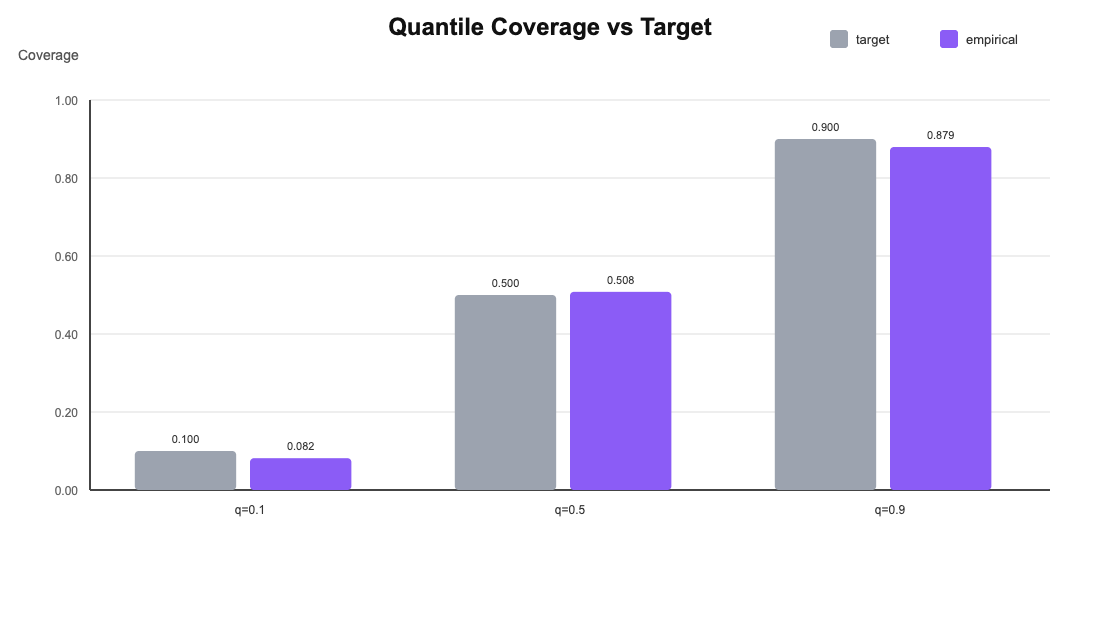 Quantile Coverage vs Target
target
empirical
Coverage
1.00
0.80
0.60
0.40
0.20
0.00
0.100
0.082
0.500
0.508
0.900
0.879
q=0.1
q=0.5
q=0.9